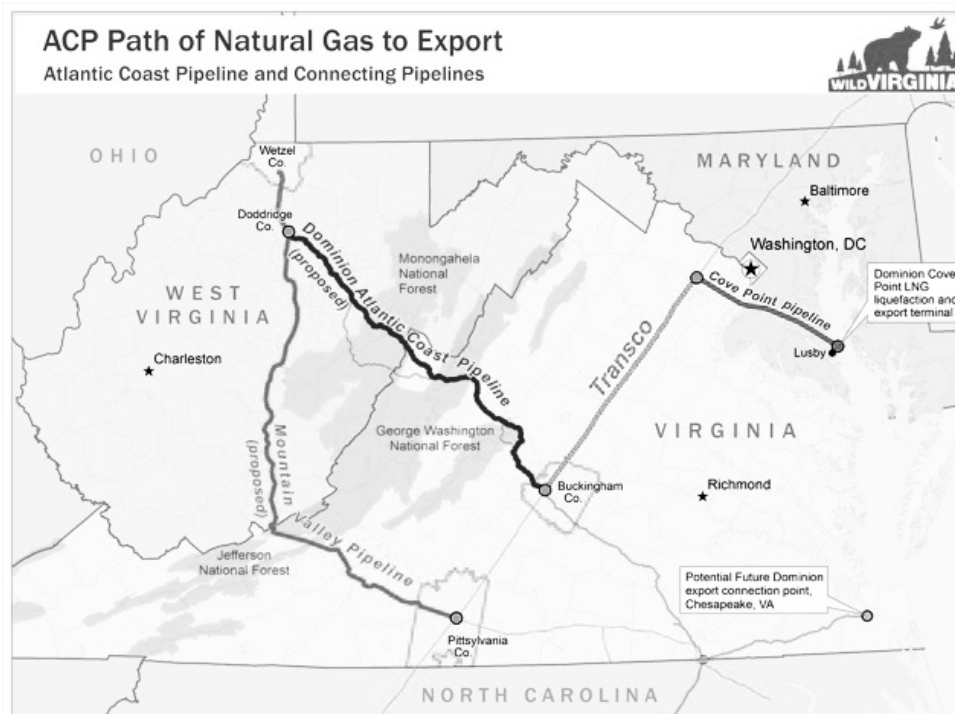 ACP Path of Natural Gas to Export
Atlantic Coast Pipeline and Connecting Pipelines
WILD VIRGINIA
OHIO
Wetzel
Co.
MARYLAND
Baltimore
Doddridge
Co.
Dominion Atlantic Coast Pipeline
(proposed)
Monongahela
National
Forest
Washington, DC
Cove Point pipeline
Dominion Cove
Point LNG
liquefaction and
export terminal
WEST
VIRGINIA
Charleston
Transco
Lusby
Mountain Valley Pipeline
(proposed)
George Washington
National Forest
VIRGINIA
Buckingham
Co.
Richmond
Jefferson
National Forest
Potential Future Dominion
export connection point,
Chesapeake, VA
Pittsylvania
Co.
NORTH CAROLINA